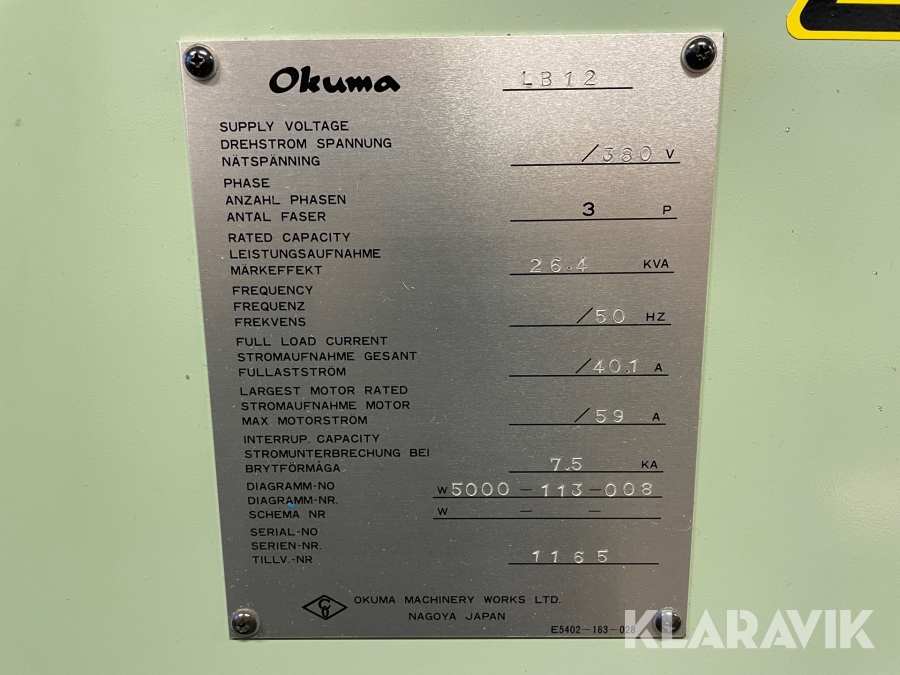 Okuma LB12
SUPPLY VOLTAGE
DREHSTROM SPANNUNG
NÄTSPÄNNING /380 V
PHASE
ANZAHL PHASEN
ANTAL FASER 3 P
RATED CAPACITY
LEISTUNGSAUFNAHME
MÄRKEFFEKT 26.4 KVA
FREQUENCY
FREQUENZ
FREKVENS /50 HZ
FULL LOAD CURRENT
STROMAUFNAHME GESANT
FULLASTSTRÖM /40.1 A
LARGEST MOTOR RATED
STROMAUFNAHME MOTOR
MAX MOTORSTRÖM /59 A
INTERRUP. CAPACITY
STROMUNTERBRECHUNG BEI
BRYTFÖRMÅGA 7.5 KA
DIAGRAMM-NO W5000-113-008
DIAGRAMM-NR.
SCHEMA NR W - -
SERIAL-NO
SERIEN-NR.
TILLV.-NR 1165
OKUMA MACHINERY WORKS LTD.
NAGOYA JAPAN
E5402-183-028
KLARAVIK